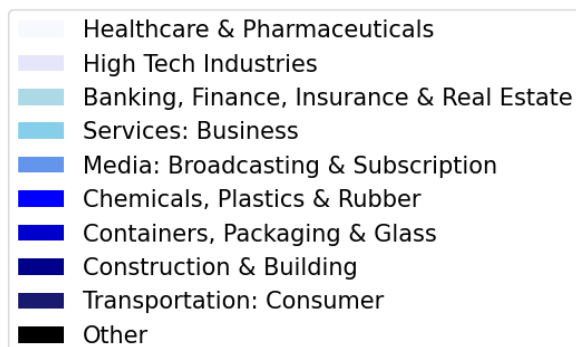 Healthcare & Pharmaceuticals
High Tech Industries
Banking, Finance, Insurance & Real Estate
Services: Business
Media: Broadcasting & Subscription
Chemicals, Plastics & Rubber
Containers, Packaging & Glass
Construction & Building
Transportation: Consumer
Other